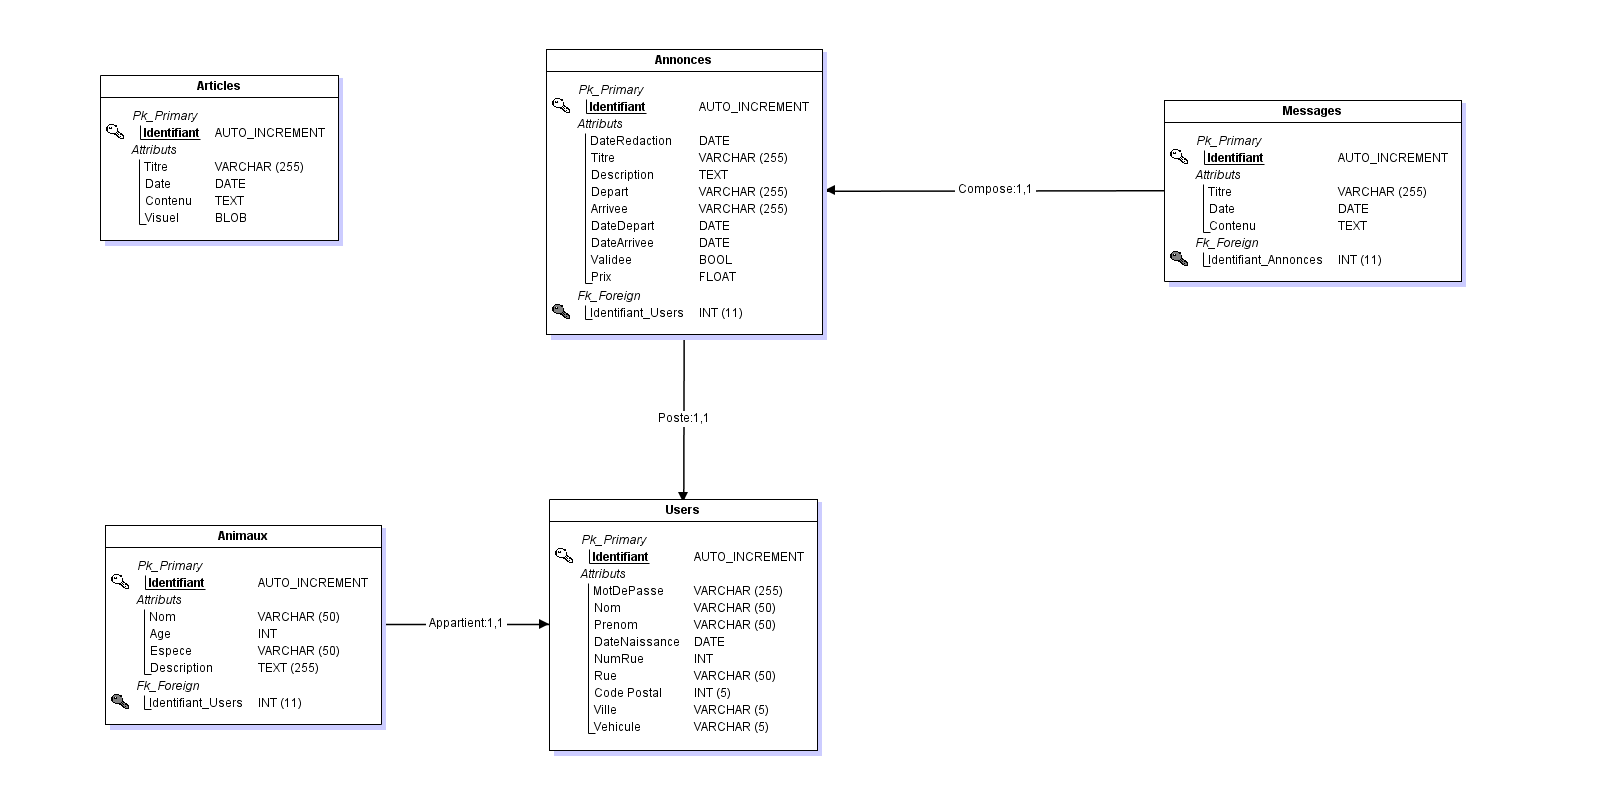 Articles
Pk_Primary
Identifiant AUTO_INCREMENT
Attributs
Titre VARCHAR (255)
Date DATE
Contenu TEXT
Visuel BLOB
Annonces
Pk_Primary
Identifiant AUTO_INCREMENT
Attributs
DateRedaction DATE
Titre VARCHAR (255)
Description TEXT
Depart VARCHAR (255)
Arrivee VARCHAR (255)
DateDepart DATE
DateArrivee DATE
Validee BOOL
Prix FLOAT
Fk_Foreign
Identifiant_Users INT (11)
Compose:1,1
Messages
Pk_Primary
Identifiant AUTO_INCREMENT
Attributs
Titre VARCHAR (255)
Date DATE
Contenu TEXT
Fk_Foreign
Identifiant_Annonces INT (11)
Poste:1,1
Animaux
Pk_Primary
Identifiant AUTO_INCREMENT
Attributs
Nom VARCHAR (50)
Age INT
Espece VARCHAR (50)
Description TEXT (255)
Fk_Foreign
Identifiant_Users INT (11)
Appartient:1,1
Users
Pk_Primary
Identifiant AUTO_INCREMENT
Attributs
MotDePasse VARCHAR (255)
Nom VARCHAR (50)
Prenom VARCHAR (50)
DateNaissance DATE
NumRue INT
Rue VARCHAR (50)
Code Postal INT (5)
Ville VARCHAR (5)
Vehicule VARCHAR (5)